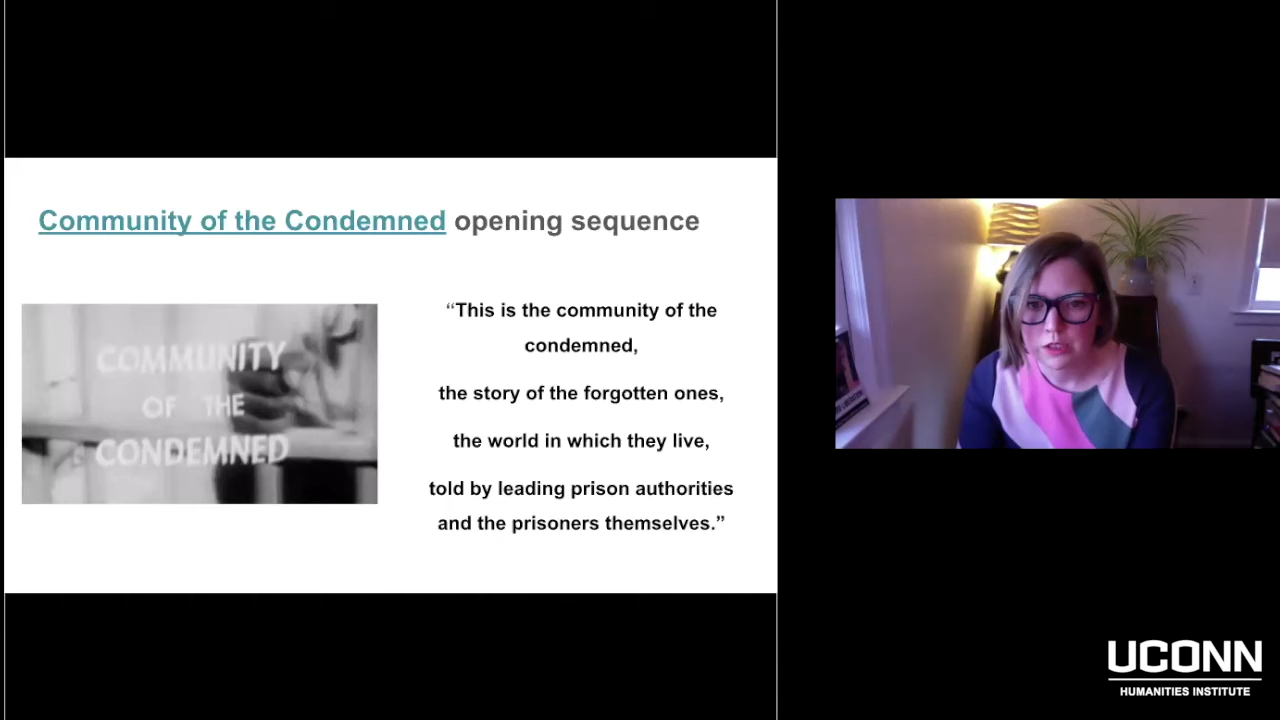 Community of the Condemned opening sequence
COMMUNITY
OF THE
CONDEMNED
“This is the community of the
condemned,
the story of the forgotten ones,
the world in which they live,
told by leading prison authorities
and the prisoners themselves.”
UCONN
HUMANITIES INSTITUTE